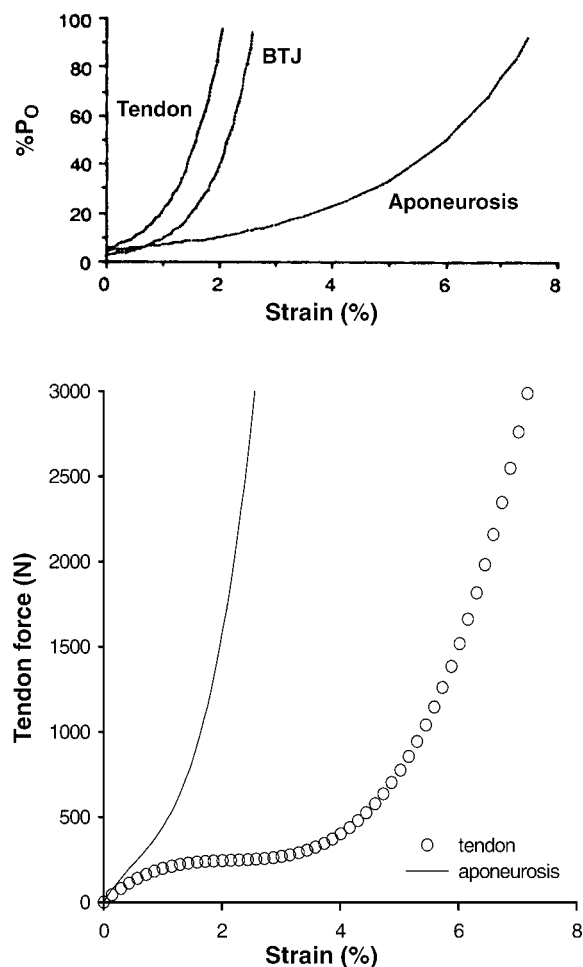 100
80
60
40
20
0
%Po
Tendon
BTJ
Aponeurosis
0 2 4 6 8
Strain (%)
3000
2500
2000
1500
1000
500
0
Tendon force (N)
tendon
aponeurosis
0 2 4 6 8
Strain (%)